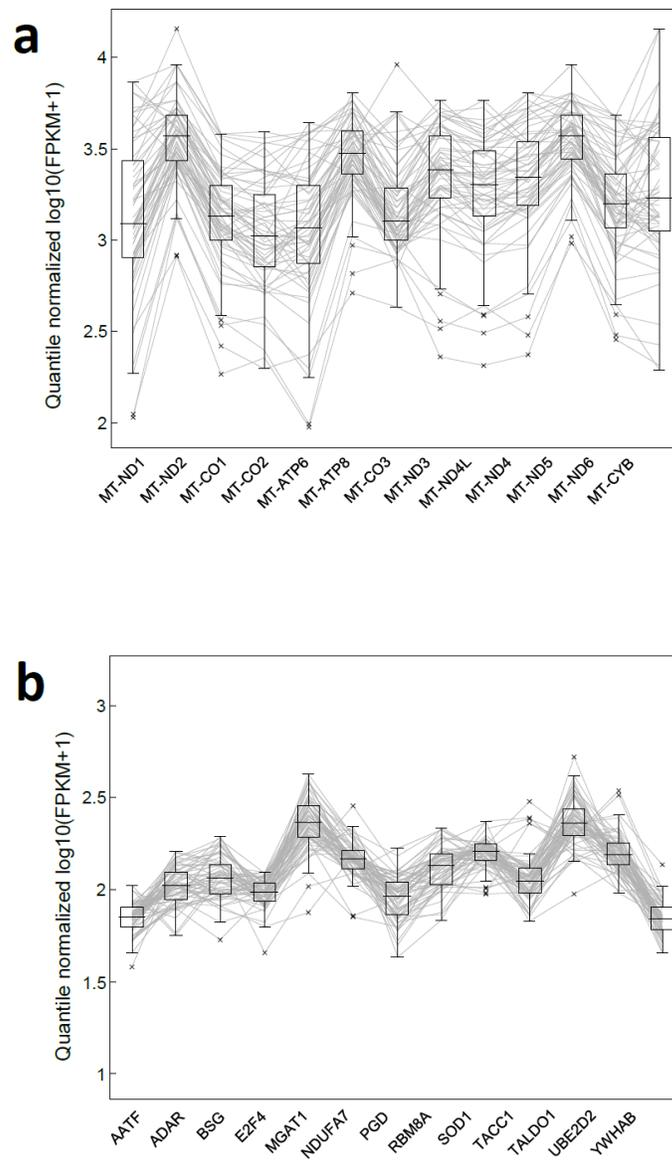 a
Quantile normalized log10(FPKM+1)
4
3.5
3
2.5
2
MT-ND1
MT-ND2
MT-CO1
MT-CO2
MT-ATP6
MT-ATP8
MT-CO3
MT-ND3
MT-ND4L
MT-ND4
MT-ND5
MT-ND6
MT-CYB
b
Quantile normalized log10(FPKM+1)
3
2.5
2
1.5
1
AATF
ADAR
BSG
E2F4
MGAT1
NDUFA7
PGD
RBM8A
SOD1
TACC1
TALDO1
UBE2D2
YWHAB